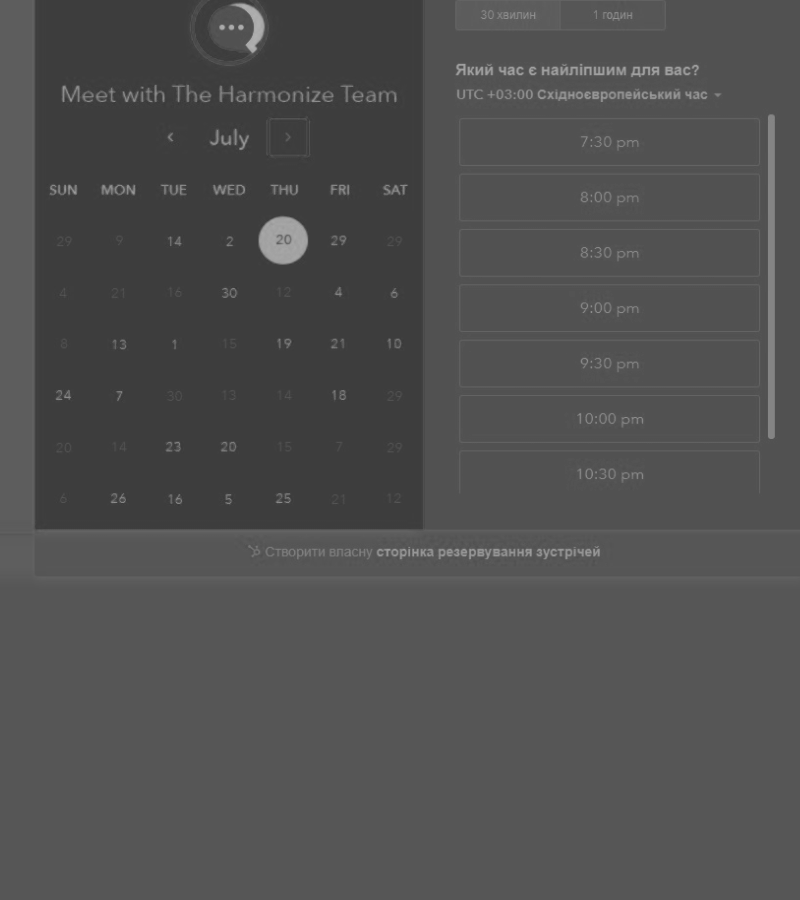 Meet with The Harmonize Team
‹ July ›
SUN MON TUE WED THU FRI SAT
29 9 14 2 20 29 29
4 21 16 30 12 4 6
8 13 1 15 19 21 10
24 7 30 13 14 18 29
20 14 23 20 15 7 29
6 26 16 5 25 21 12
30 хвилин 1 годин
Який час є найліпшим для вас?
UTC +03:00 Східноєвропейський час
7:30 pm
8:00 pm
8:30 pm
9:00 pm
9:30 pm
10:00 pm
10:30 pm
Створити власну сторінка резервування зустрічей